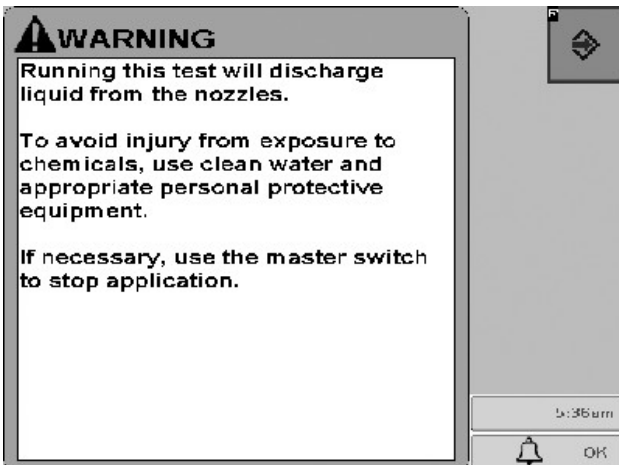 WARNING
Running this test will discharge
liquid from the nozzles.
To avoid injury from exposure to
chemicals, use clean water and
appropriate personal protective
equipment.
If necessary, use the master switch
to stop application.
5:36am
OK